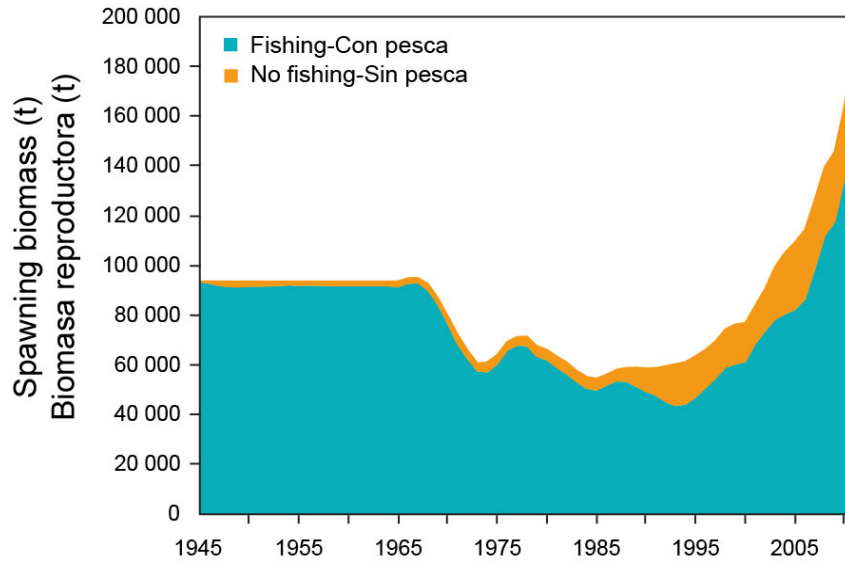 Spawning biomass (t)
Biomasa reproductora (t)
200 000
180 000
160 000
140 000
120 000
100 000
80 000
60 000
40 000
20 000
0
Fishing-Con pesca
No fishing-Sin pesca
1945 1955 1965 1975 1985 1995 2005